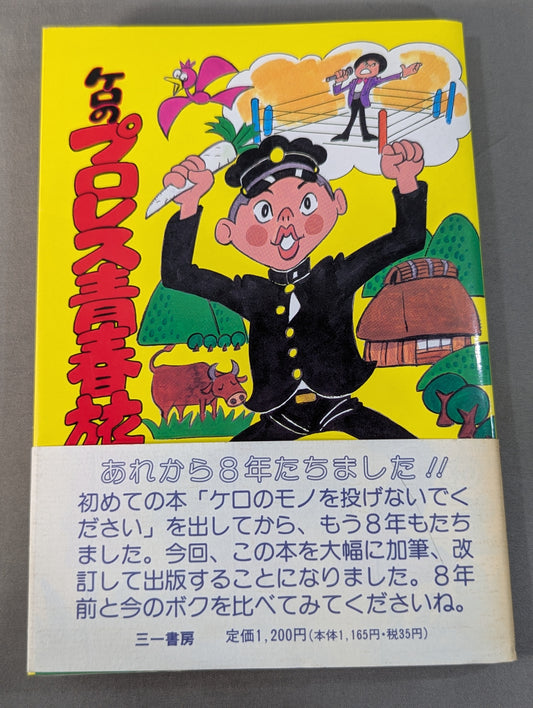 ケロの
プロレス青春旅
あれから8年たちました!!
初めての本「ケロのモノを投げないでく
ださい」を出してから、もう8年もたち
ました。今回、この本を大幅に加筆、改
訂して出版することになりました。8年
前と今のボクを比べてみてくださいね。
三一書房 定価1,200円(本体1,165円・税35円)